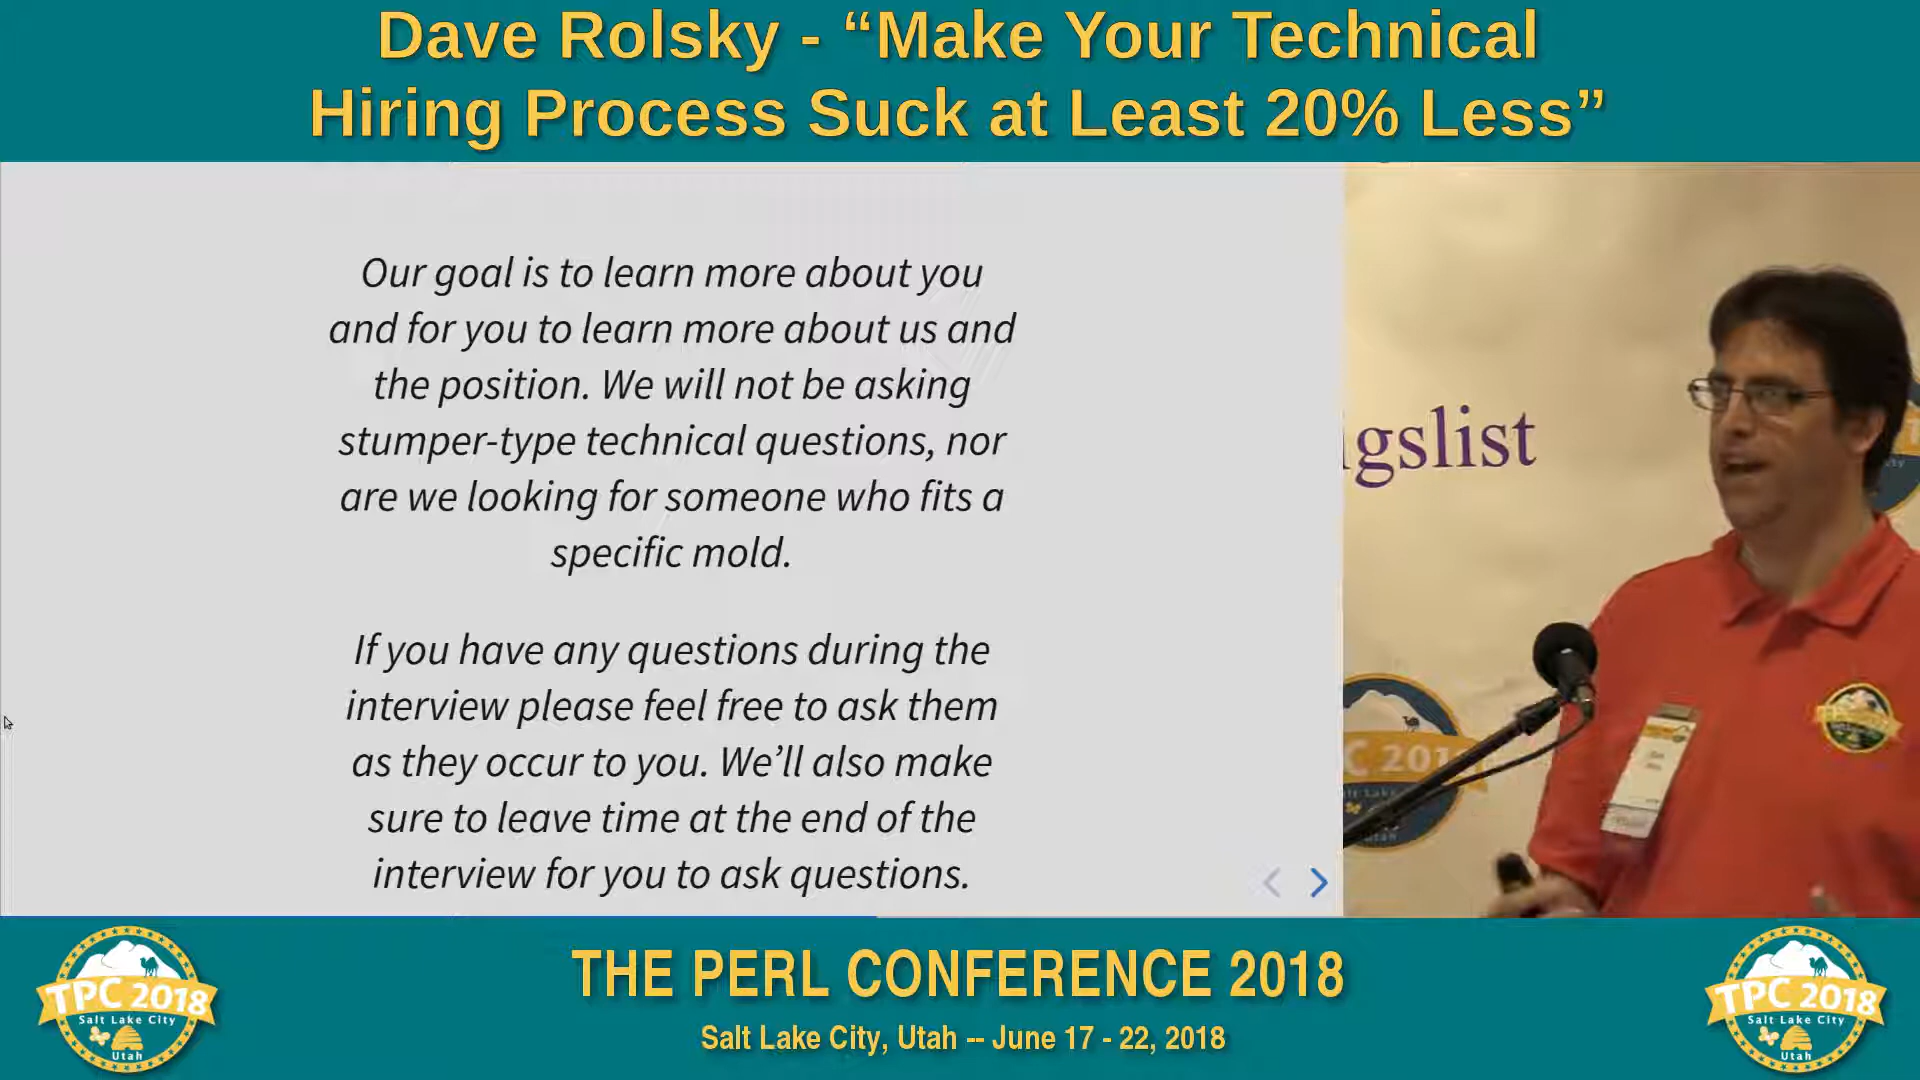 Dave Rolsky - “Make Your Technical
Hiring Process Suck at Least 20% Less”
Our goal is to learn more about you
and for you to learn more about us and
the position. We will not be asking
stumper-type technical questions, nor
are we looking for someone who fits a
specific mold.
If you have any questions during the
interview please feel free to ask them
as they occur to you. We’ll also make
sure to leave time at the end of the
interview for you to ask questions.
igslist
C 2018
THE PERL CONFERENCE 2018
Salt Lake City, Utah -- June 17 - 22, 2018
TPC 2018
Salt Lake City
Utah
TPC 2018
Salt Lake City
Utah